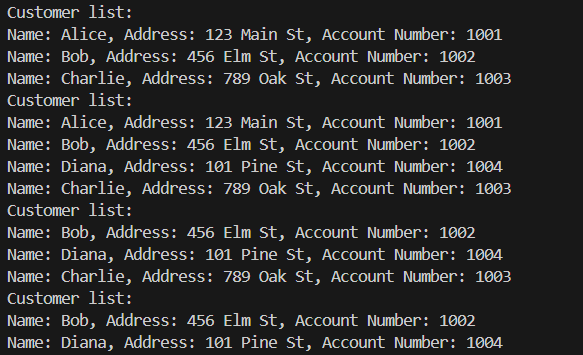 Customer list:
Name: Alice, Address: 123 Main St, Account Number: 1001
Name: Bob, Address: 456 Elm St, Account Number: 1002
Name: Charlie, Address: 789 Oak St, Account Number: 1003
Customer list:
Name: Alice, Address: 123 Main St, Account Number: 1001
Name: Bob, Address: 456 Elm St, Account Number: 1002
Name: Diana, Address: 101 Pine St, Account Number: 1004
Name: Charlie, Address: 789 Oak St, Account Number: 1003
Customer list:
Name: Bob, Address: 456 Elm St, Account Number: 1002
Name: Diana, Address: 101 Pine St, Account Number: 1004
Name: Charlie, Address: 789 Oak St, Account Number: 1003
Customer list:
Name: Bob, Address: 456 Elm St, Account Number: 1002
Name: Diana, Address: 101 Pine St, Account Number: 1004